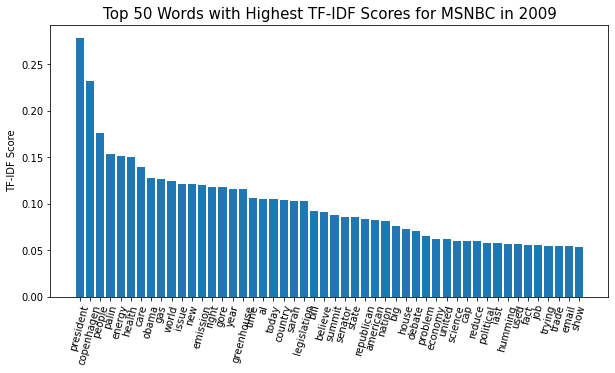 Top 50 Words with Highest TF-IDF Scores for MSNBC in 2009
TF-IDF Score
0.25
0.20
0.15
0.10
0.05
0.00
president
copenhagen
people
palin
energy
health
care
obama
gas
world
issue
new
emission
right
gore
year
greenhouse
time
al
today
country
sarah
legislation
bill
believe
summit
senator
state
republican
american
nation
big
house
debate
problem
economy
united
science
cap
reduce
political
last
humming
used
fact
job
trying
trade
email
show